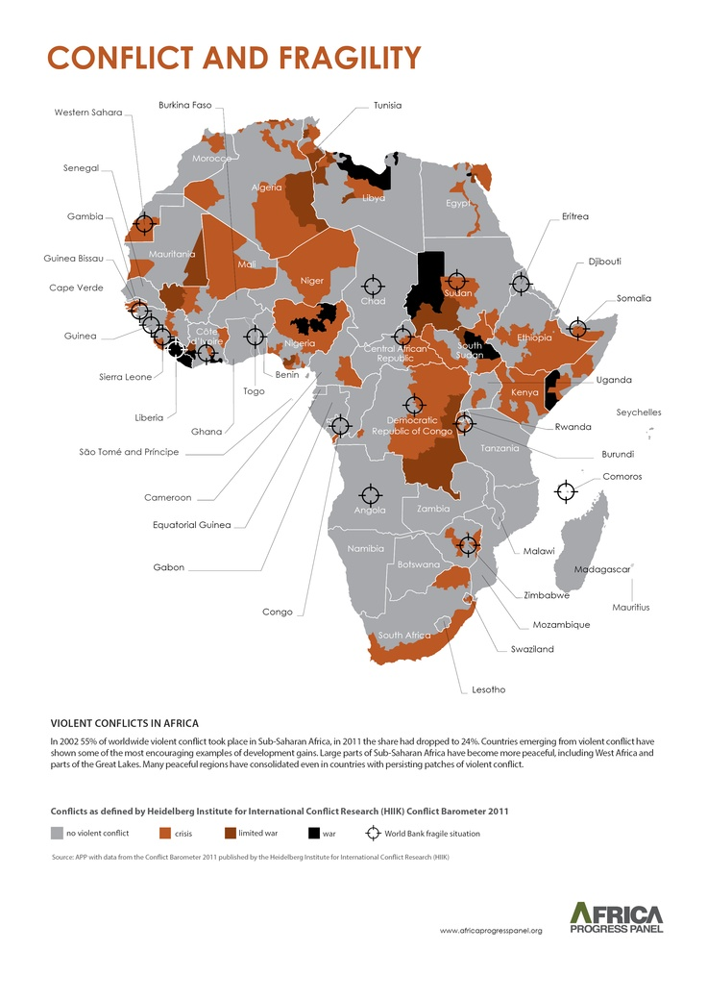 CONFLICT AND FRAGILITY
Burkina Faso
Tunisia
Western Sahara
Morocco
Senegal
Algeria
Libya
Egypt
Gambia
Eritrea
Mauritania
Guinea Bissau
Mali
Djibouti
Cape Verde
Niger
Chad
Sudan
Somalia
Guinea
Côte
d'Ivoire
Nigeria
Ethiopia
Central African
Republic
South
Sudan
Sierra Leone
Benin
Uganda
Togo
Kenya
Liberia
Seychelles
Ghana
Democratic
Republic of Congo
Rwanda
São Tomé and Príncipe
Tanzania
Burundi
Comoros
Cameroon
Angola
Zambia
Equatorial Guinea
Namibia
Malawi
Gabon
Botswana
Madagascar
Zimbabwe
Congo
Mauritius
Mozambique
South Africa
Swaziland
Lesotho
VIOLENT CONFLICTS IN AFRICA
In 2002 55% of worldwide violent conflict took place in Sub-Saharan Africa, in 2011 the share had dropped to 24%. Countries emerging from violent conflict have
shown some of the most encouraging examples of development gains. Large parts of Sub-Saharan Africa have become more peaceful, including West Africa and
parts of the Great Lakes. Many peaceful regions have consolidated even in countries with persisting patches of violent conflict.
Conflicts as defined by Heidelberg Institute for International Conflict Research (HIIK) Conflict Barometer 2011
no violent conflict crisis limited war war World Bank fragile situation
Source: APP with data from the Conflict Barometer 2011 published by the Heidelberg Institute for International Conflict Research (HIIK)
www.africaprogresspanel.org
AFRICA
PROGRESS PANEL